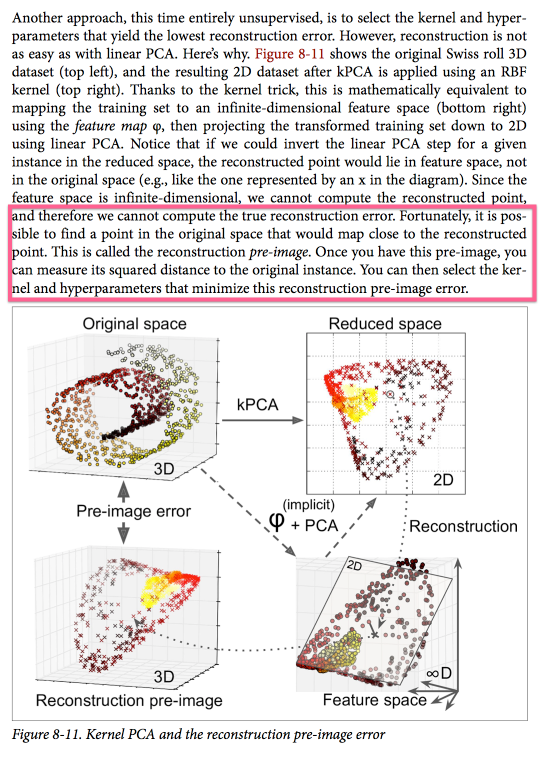 Another approach, this time entirely unsupervised, is to select the kernel and hyper-
parameters that yield the lowest reconstruction error. However, reconstruction is not
as easy as with linear PCA. Here’s why. Figure 8-11 shows the original Swiss roll 3D
dataset (top left), and the resulting 2D dataset after kPCA is applied using an RBF
kernel (top right). Thanks to the kernel trick, this is mathematically equivalent to
mapping the training set to an infinite-dimensional feature space (bottom right)
using the feature map φ, then projecting the transformed training set down to 2D
using linear PCA. Notice that if we could invert the linear PCA step for a given
instance in the reduced space, the reconstructed point would lie in feature space, not
in the original space (e.g., like the one represented by an x in the diagram). Since the
feature space is infinite-dimensional, we cannot compute the reconstructed point,
and therefore we cannot compute the true reconstruction error. Fortunately, it is pos-
sible to find a point in the original space that would map close to the reconstructed
point. This is called the reconstruction pre-image. Once you have this pre-image, you
can measure its squared distance to the original instance. You can then select the ker-
nel and hyperparameters that minimize this reconstruction pre-image error.
Original space
Reduced space
kPCA
3D
2D
Pre-image error
(implicit)
φ + PCA
Reconstruction
2D
3D
∞D
Reconstruction pre-image
Feature space
Figure 8-11. Kernel PCA and the reconstruction pre-image error